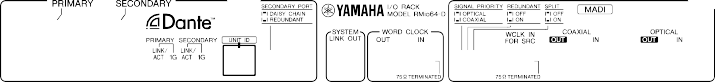 PRIMARY SECONDARY
Dante
PRIMARY SECONDARY
LINK/ LINK/
ACT 1G ACT 1G
UNIT ID
SECONDARY PORT
DAISY CHAIN
REDUNDANT
YAMAHA
I/O RACK
MODEL RMio64-D
SYSTEM
LINK OUT
WORD CLOCK
OUT IN
75Ω TERMINATED
SIGNAL PRIORITY
OPTICAL
COAXIAL
REDUNDANT
OFF
ON
SPLIT
OFF
ON
MADI
WCLK IN
FOR SRC
75Ω TERMINATED
COAXIAL
OUT IN
OPTICAL
OUT IN